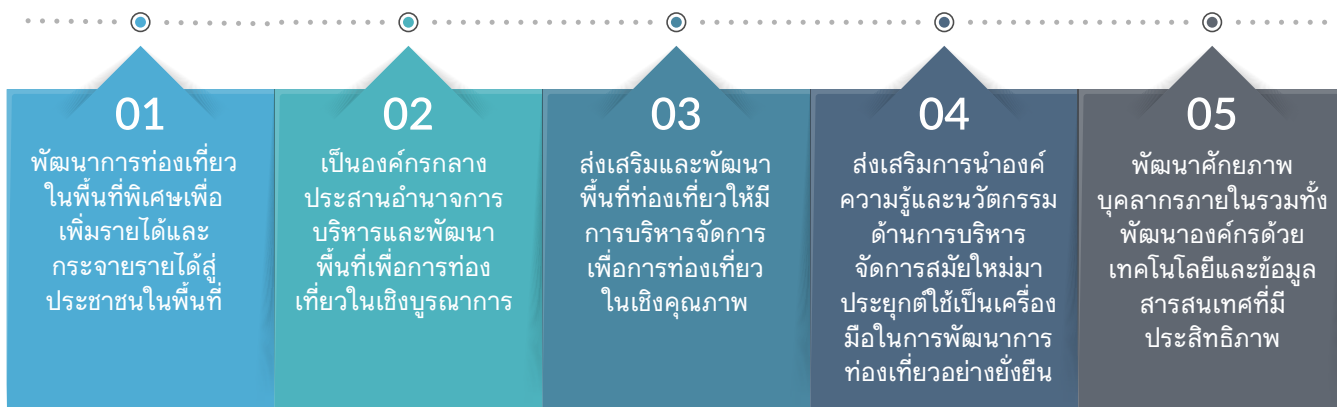 01
พัฒนาการท่องเที่ยว
ในพื้นที่พิเศษเพื่อ
เพิ่มรายได้และ
กระจายรายได้สู่
ประชาชนในพื้นที่
02
เป็นองค์กรกลาง
ประสานอำนาจการ
บริหารและพัฒนา
พื้นที่เพื่อการท่อง
เที่ยวในเชิงบูรณาการ
03
ส่งเสริมและพัฒนา
พื้นที่ท่องเที่ยวให้มี
การบริหารจัดการ
เพื่อการท่องเที่ยว
ในเชิงคุณภาพ
04
ส่งเสริมการนำองค์
ความรู้และนวัตกรรม
ด้านการบริหาร
จัดการสมัยใหม่มา
ประยุกต์ใช้เป็นเครื่อง
มือในการพัฒนาการ
ท่องเที่ยวอย่างยั่งยืน
05
พัฒนาศักยภาพ
บุคลากรภายในรวมทั้ง
พัฒนาองค์กรด้วย
เทคโนโลยีและข้อมูล
สารสนเทศที่มี
ประสิทธิภาพ